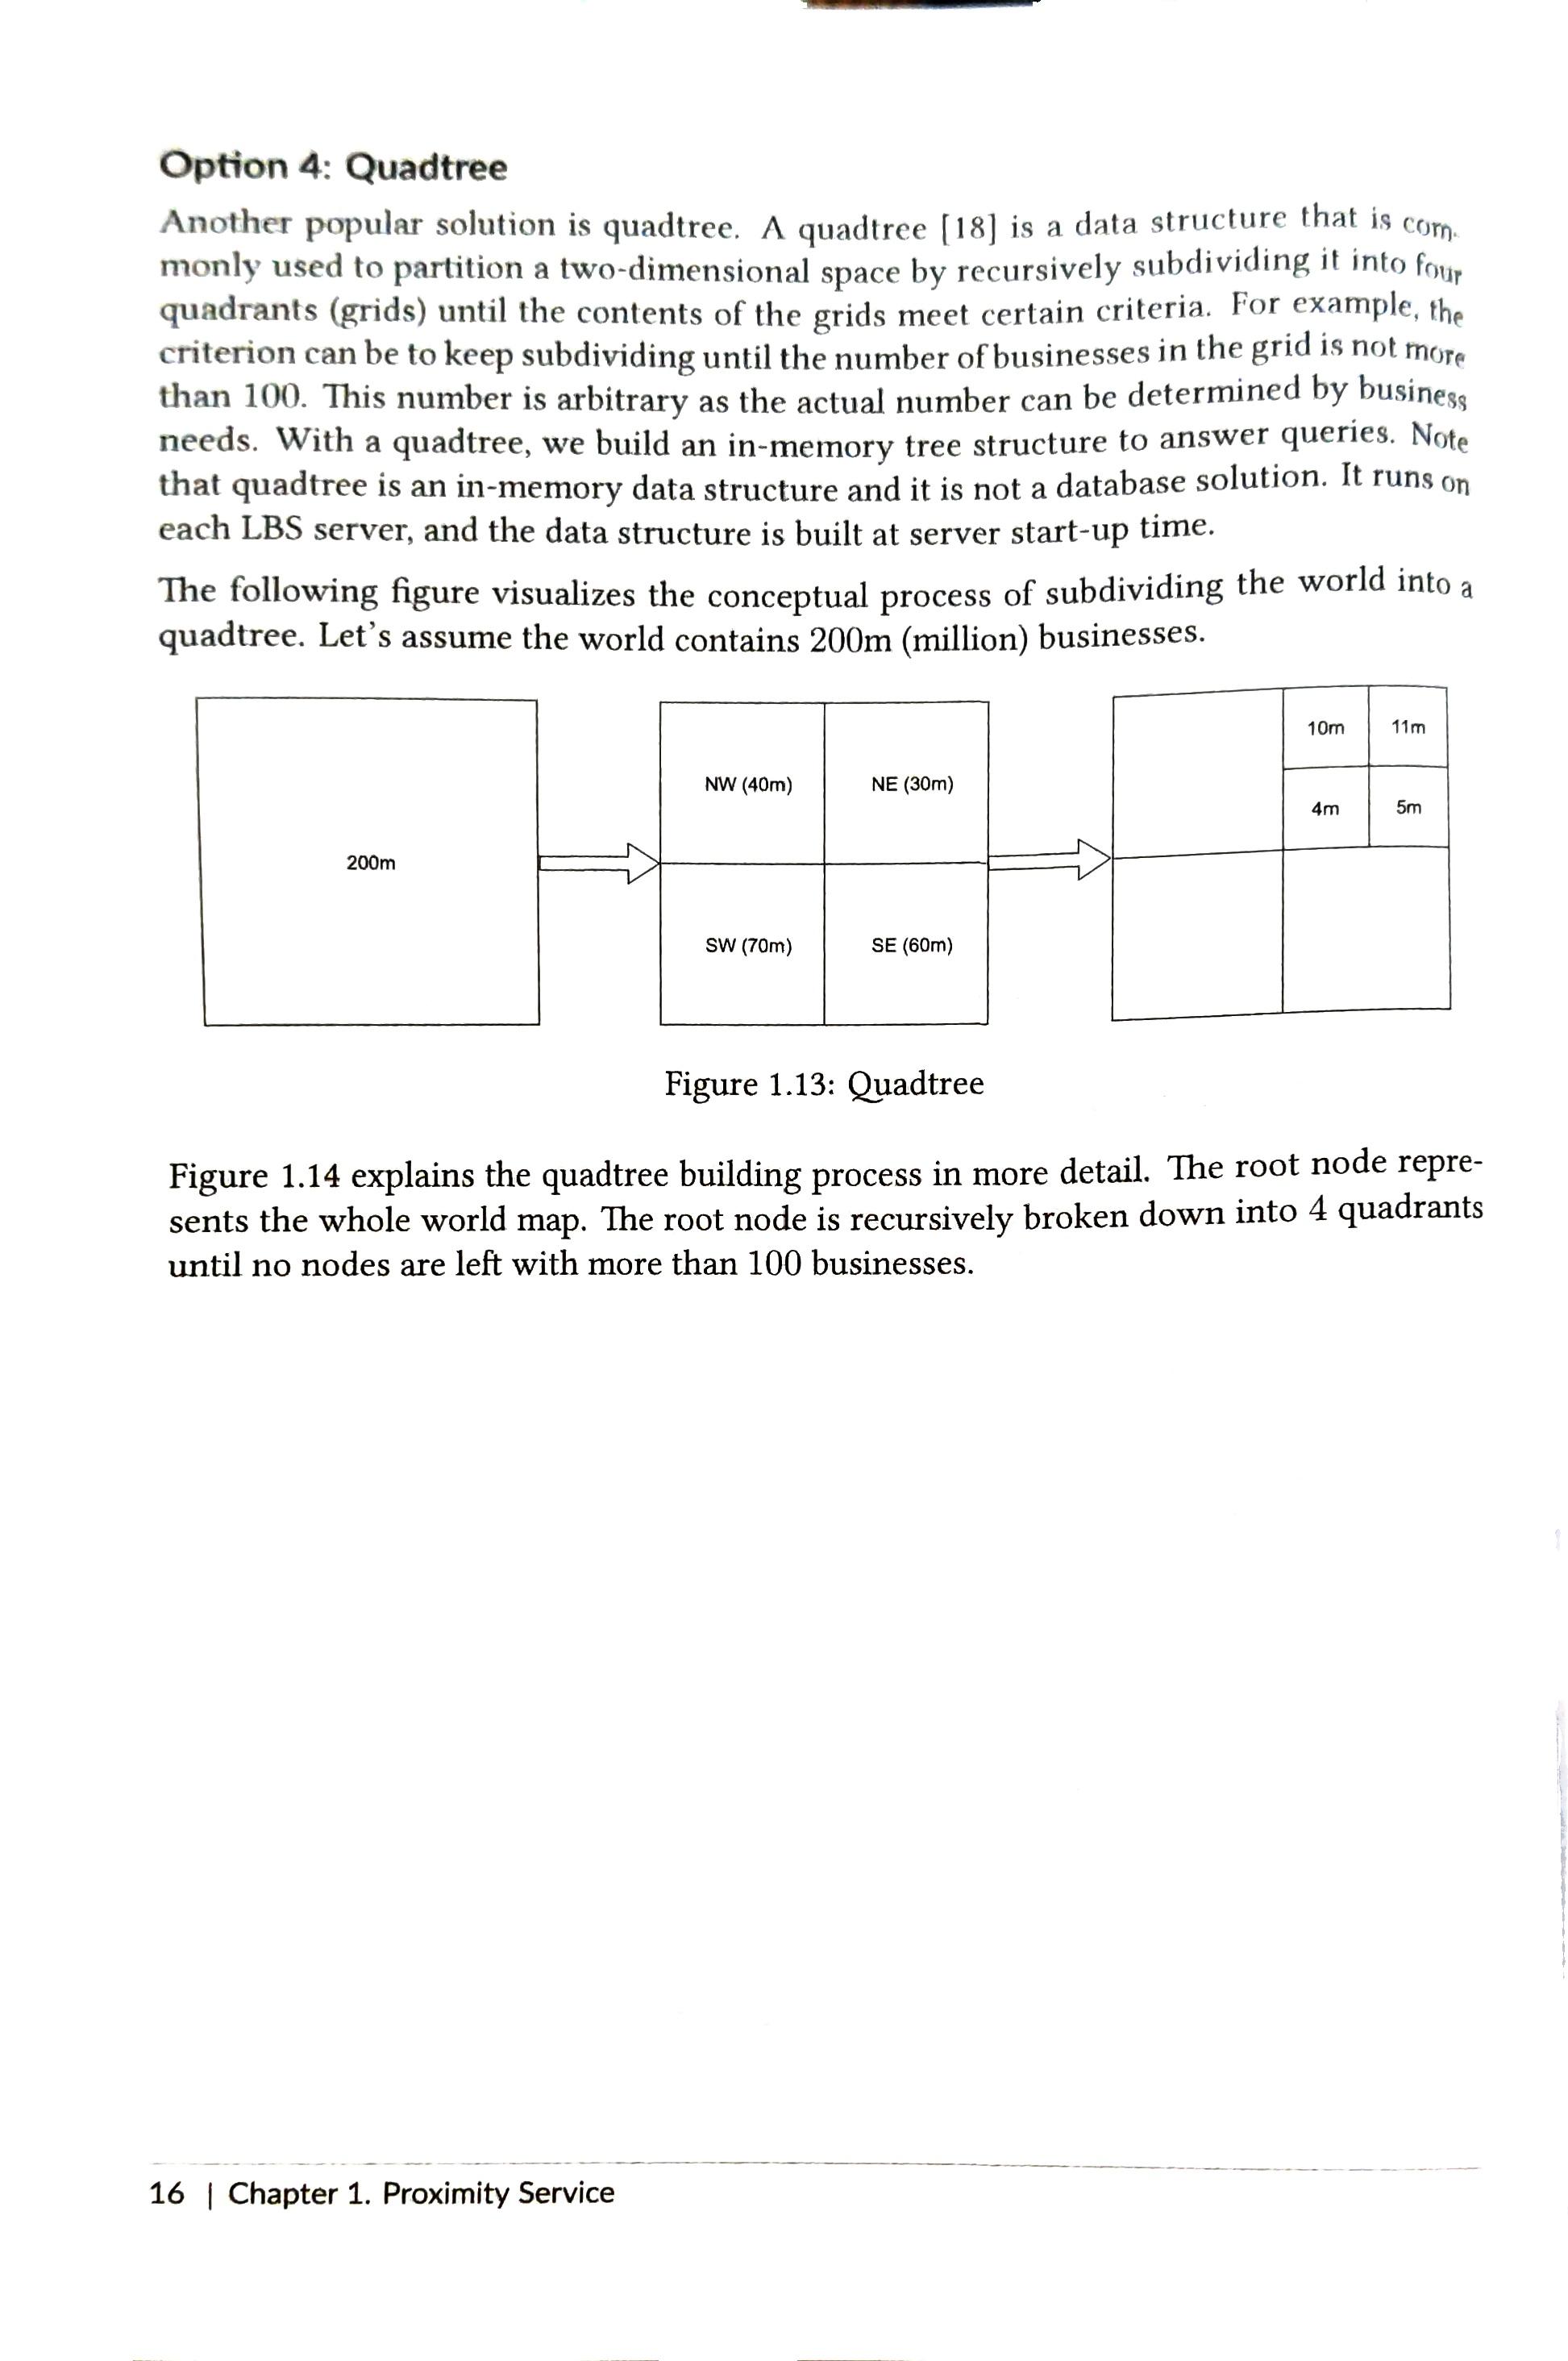 Option 4: Quadtree
Another popular solution is quadtree. A quadtree [18] is a data structure that is com-
monly used to partition a two-dimensional space by recursively subdividing it into four
quadrants (grids) until the contents of the grids meet certain criteria. For example, the
criterion can be to keep subdividing until the number of businesses in the grid is not more
than 100. This number is arbitrary as the actual number can be determined by business
needs. With a quadtree, we build an in-memory tree structure to answer queries. Note
that quadtree is an in-memory data structure and it is not a database solution. It runs on
each LBS server, and the data structure is built at server start-up time.
The following figure visualizes the conceptual process of subdividing the world into a
quadtree. Let's assume the world contains 200m (million) businesses.
200m
NW (40m) NE (30m)
SW (70m) SE (60m)
10m 11m
4m 5m
Figure 1.13: Quadtree
Figure 1.14 explains the quadtree building process in more detail. The root node repre-
sents the whole world map. The root node is recursively broken down into 4 quadrants
until no nodes are left with more than 100 businesses.
16 | Chapter 1. Proximity Service